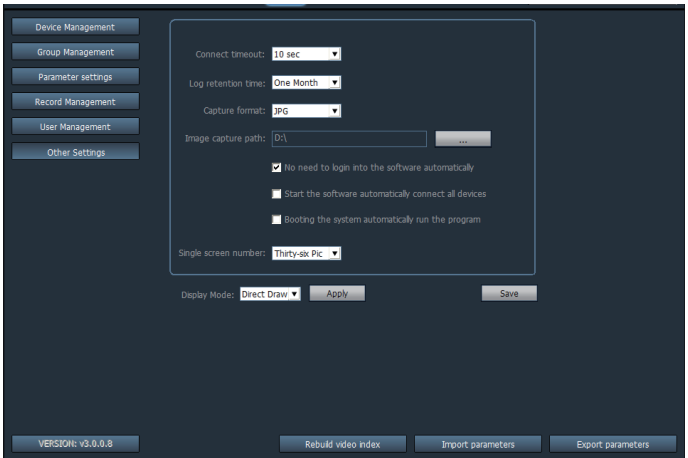 Device Management
Group Management
Parameter settings
Record Management
User Management
Other Settings
Connect timeout: 10 sec
Log retention time: One Month
Capture format: JPG
Image capture path: D:\ ...
No need to login into the software automatically
Start the software automatically connect all devices
Booting the system automatically run the program
Single screen number: Thirty-six Pic
Display Mode: Direct Draw Apply Save
VERSION: v3.0.0.8 Rebuild video index Import parameters Export parameters